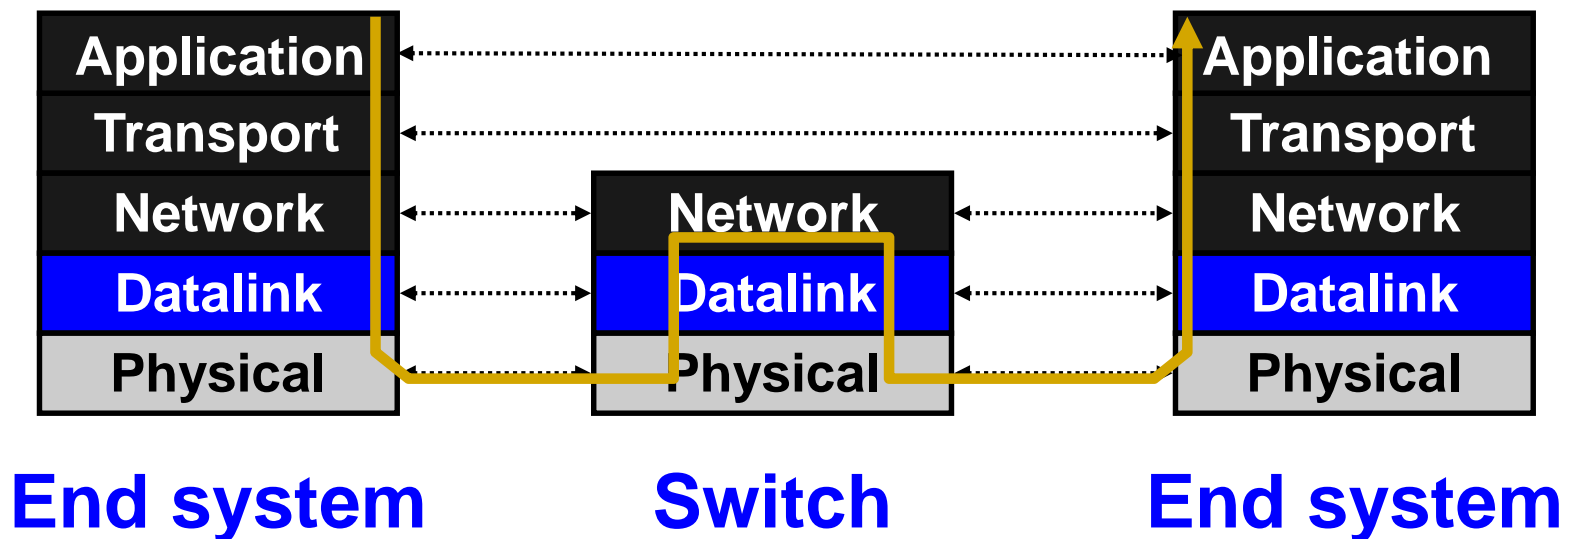 Application Application
Transport Transport
Network Network Network
Datalink Datalink Datalink
Physical Physical Physical
End system Switch End system